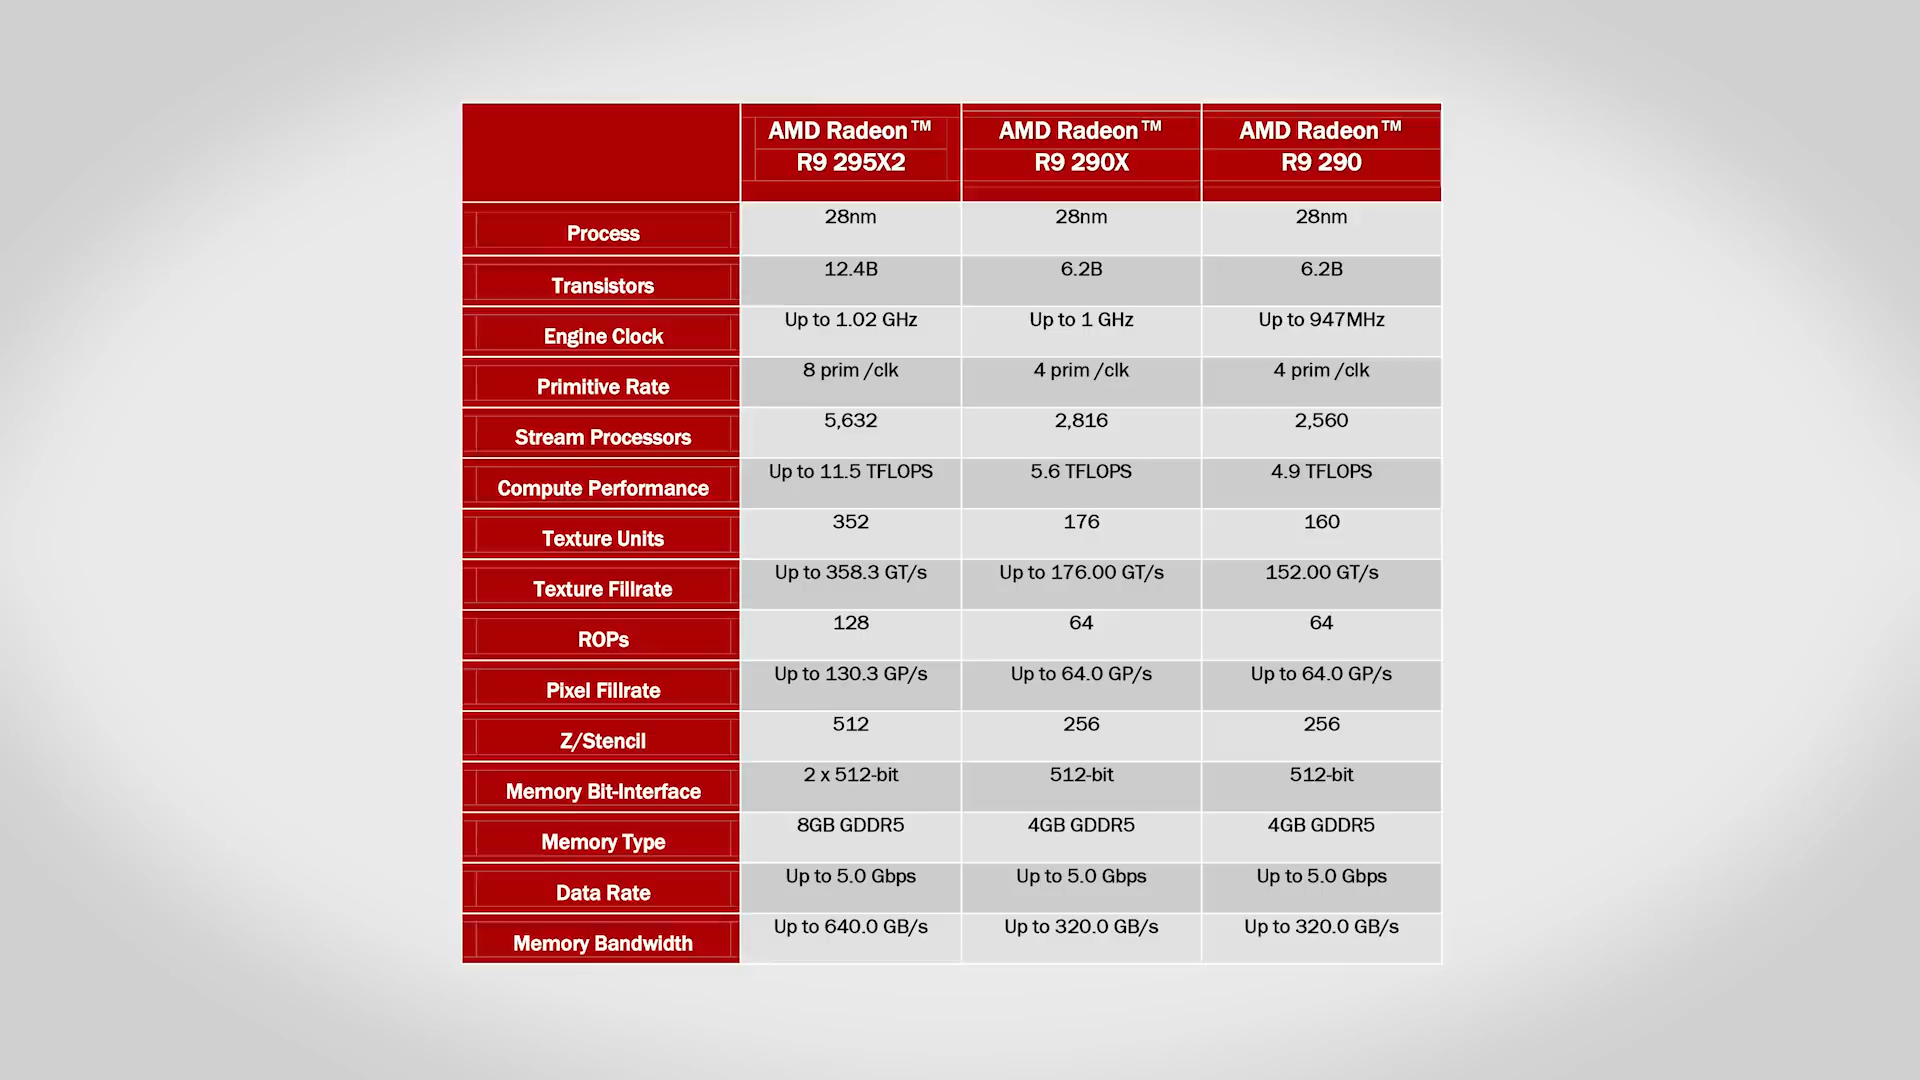 AMD Radeon™ R9 295X2 AMD Radeon™ R9 290X AMD Radeon™ R9 290
Process 28nm 28nm 28nm
Transistors 12.4B 6.2B 6.2B
Engine Clock Up to 1.02 GHz Up to 1 GHz Up to 947MHz
Primitive Rate 8 prim /clk 4 prim /clk 4 prim /clk
Stream Processors 5,632 2,816 2,560
Compute Performance Up to 11.5 TFLOPS 5.6 TFLOPS 4.9 TFLOPS
Texture Units 352 176 160
Texture Fillrate Up to 358.3 GT/s Up to 176.00 GT/s 152.00 GT/s
ROPs 128 64 64
Pixel Fillrate Up to 130.3 GP/s Up to 64.0 GP/s Up to 64.0 GP/s
Z/Stencil 512 256 256
Memory Bit-Interface 2 x 512-bit 512-bit 512-bit
Memory Type 8GB GDDR5 4GB GDDR5 4GB GDDR5
Data Rate Up to 5.0 Gbps Up to 5.0 Gbps Up to 5.0 Gbps
Memory Bandwidth Up to 640.0 GB/s Up to 320.0 GB/s Up to 320.0 GB/s